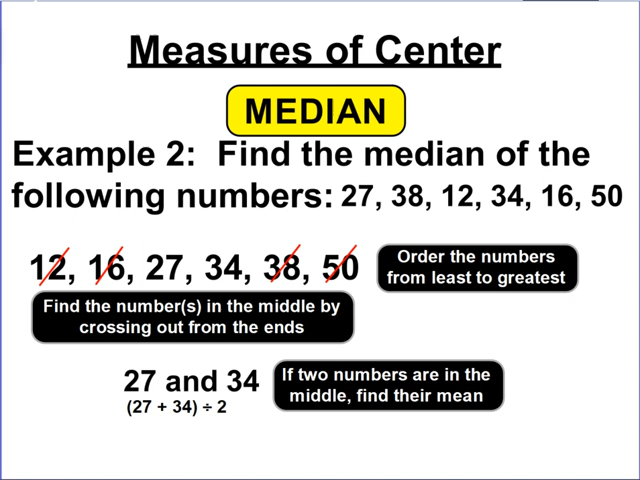 Measures of Center
MEDIAN
Example 2: Find the median of the
following numbers: 27, 38, 12, 34, 16, 50
12, 16, 27, 34, 38, 50
Order the numbers
from least to greatest
Find the number(s) in the middle by
crossing out from the ends
27 and 34
(27 + 34) ÷ 2
If two numbers are in the
middle, find their mean